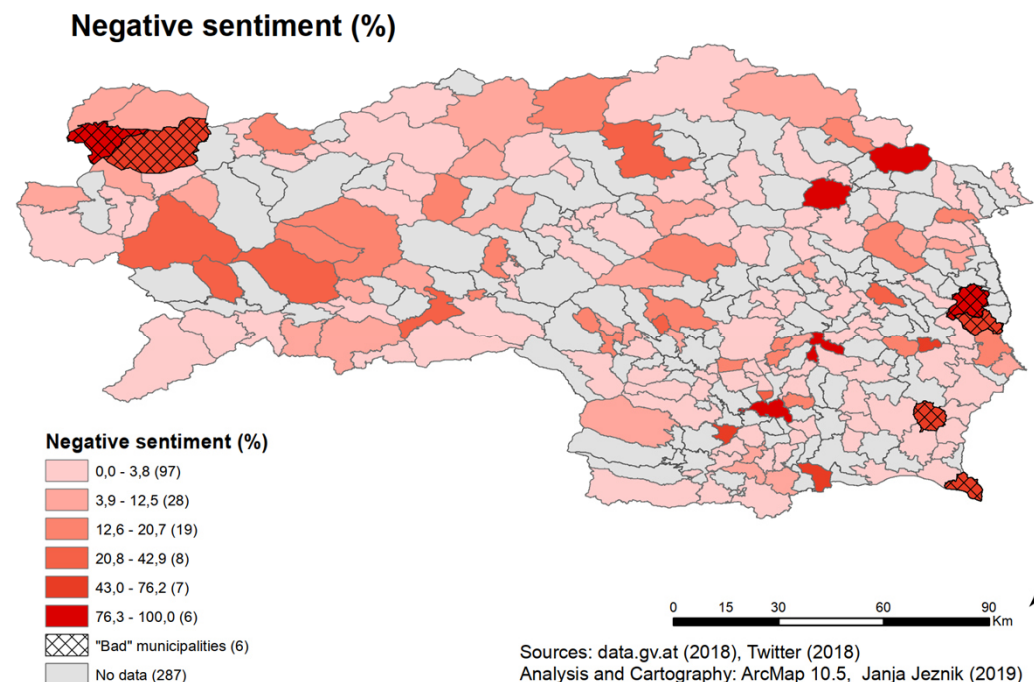 Negative sentiment (%)
Negative sentiment (%)
0,0 - 3,8 (97)
3,9 - 12,5 (28)
12,6 - 20,7 (19)
20,8 - 42,9 (8)
43,0 - 76,2 (7)
76,3 - 100,0 (6)
"Bad" municipalities (6)
No data (287)
0 15 30 60 90
Km
Sources: data.gv.at (2018), Twitter (2018)
Analysis and Cartography: ArcMap 10.5, Janja Jeznik (2019)